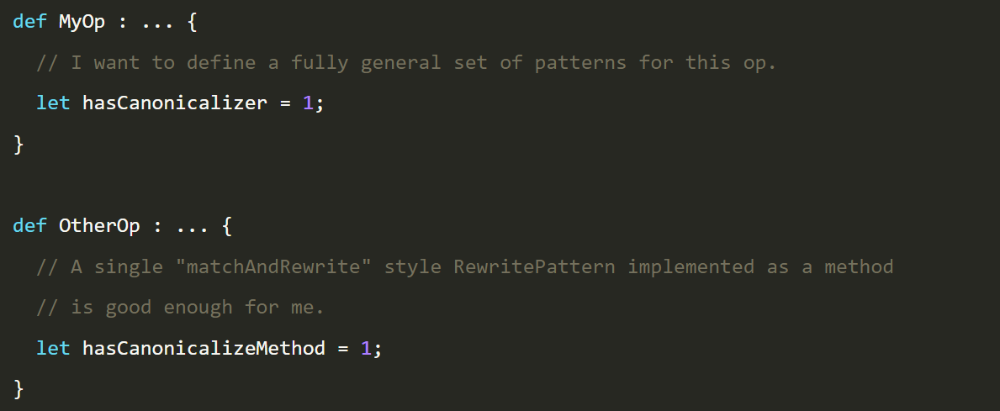 def MyOp : ... {
  // I want to define a fully general set of patterns for this op.
  let hasCanonicalizer = 1;
}

def OtherOp : ... {
  // A single "matchAndRewrite" style RewritePattern implemented as a method
  // is good enough for me.
  let hasCanonicalizeMethod = 1;
}